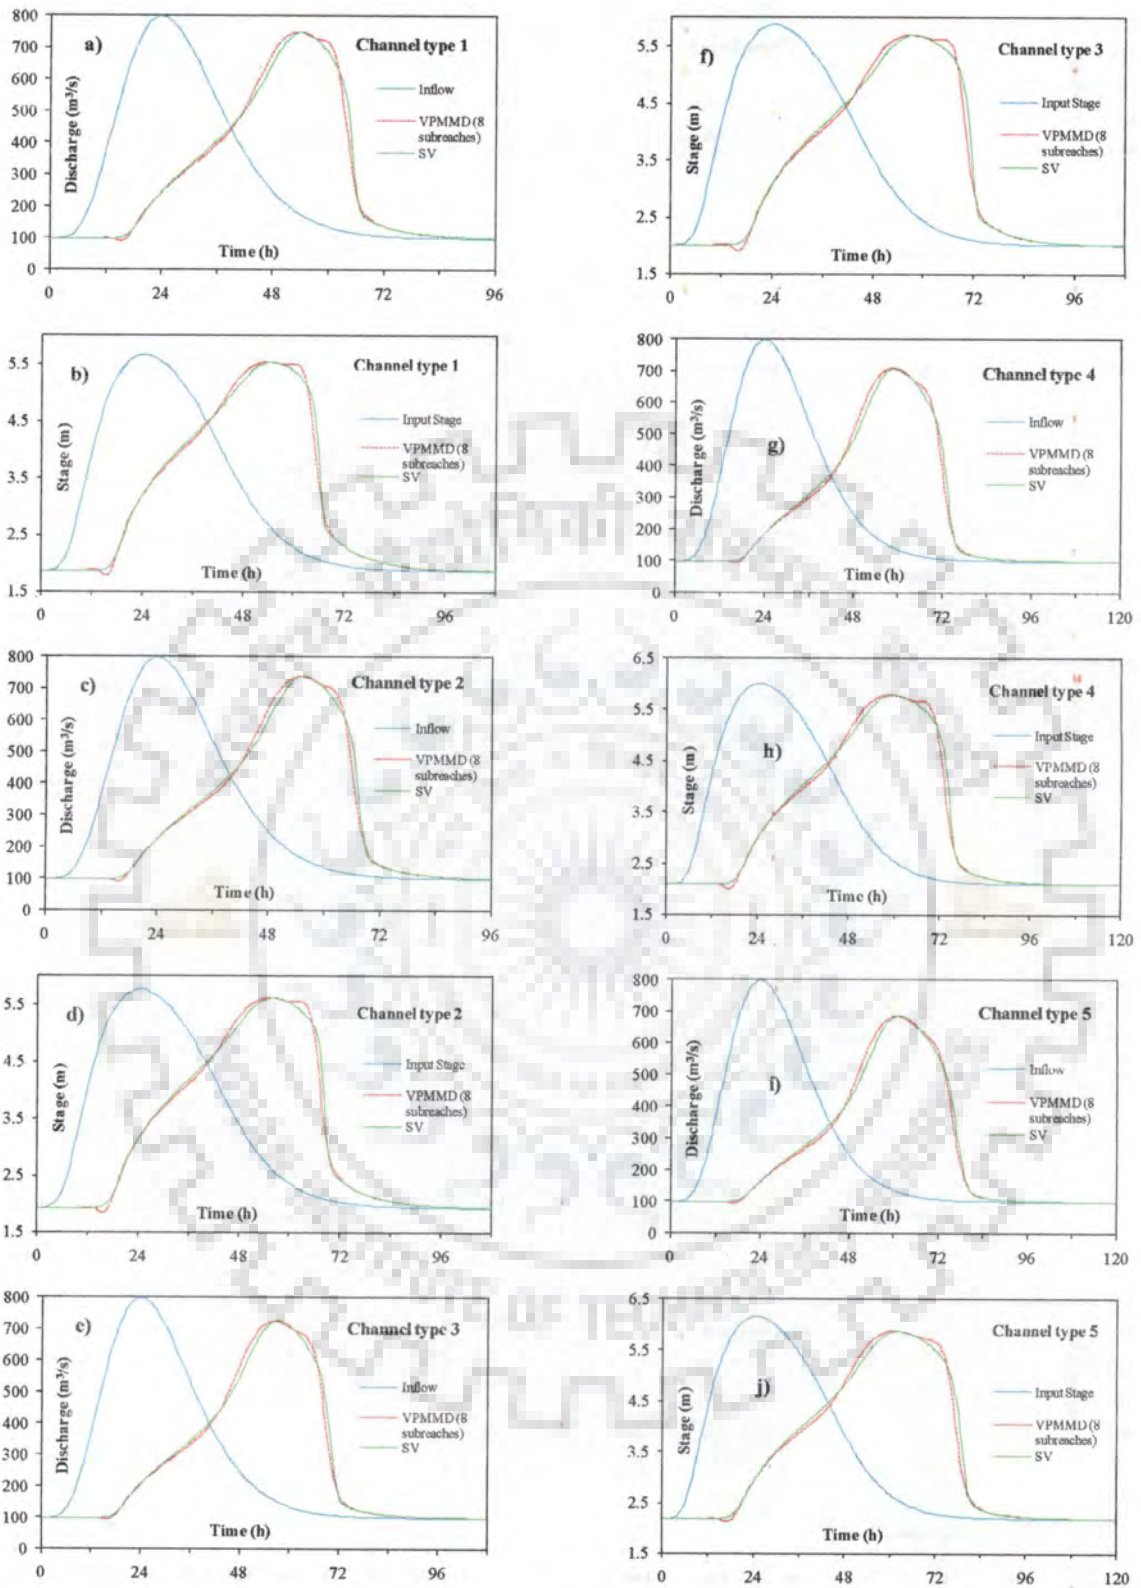 a)
Channel type 1
Discharge (m³/s)
Inflow
VPMMD (8
subreaches)
SV
800
700
600
500
400
300
200
100
0
Time (h)
0 24 48 72 96
b)
Channel type 1
Stage (m)
Input Stage
VPMMD (8
subreaches)
SV
5.5
4.5
3.5
2.5
1.5
Time (h)
0 24 48 72 96
c)
Channel type 2
Discharge (m³/s)
Inflow
VPMMD (8
subreaches)
SV
800
700
600
500
400
300
200
100
0
Time (h)
0 24 48 72 96
d)
Channel type 2
Stage (m)
Input Stage
VPMMD (8
subreaches)
SV
5.5
4.5
3.5
2.5
1.5
Time (h)
0 24 48 72 96
e)
Channel type 3
Discharge (m³/s)
Inflow
VPMMD (8
subreaches)
SV
800
700
600
500
400
300
200
100
0
Time (h)
0 24 48 72 96
f)
Channel type 3
Stage (m)
Input Stage
VPMMD (8
subreaches)
SV
5.5
4.5
3.5
2.5
1.5
Time (h)
0 24 48 72 96
g)
Channel type 4
Discharge (m³/s)
Inflow
VPMMD (8
subreaches)
SV
800
700
600
500
400
300
200
100
0
Time (h)
0 24 48 72 96 120
h)
Channel type 4
Stage (m)
Input Stage
VPMMD (8
subreaches)
SV
6.5
5.5
4.5
3.5
2.5
1.5
Time (h)
0 24 48 72 96 120
i)
Channel type 5
Discharge (m³/s)
Inflow
VPMMD (8
subreaches)
SV
800
700
600
500
400
300
200
100
0
Time (h)
0 24 48 72 96 120
j)
Channel type 5
Stage (m)
Input Stage
VPMMD (8
subreaches)
SV
6.5
5.5
4.5
3.5
2.5
1.5
Time (h)
0 24 48 72 96 120
OF